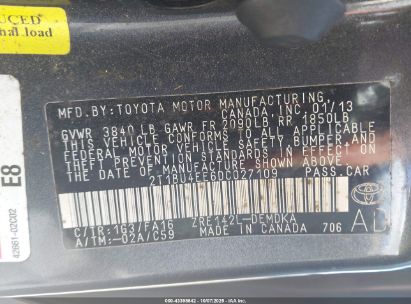 UCED
nal.load
E8
42661-02C02
MFD.BY:TOYOTA MOTOR MANUFACTURING,
CANADA,INC. 01/13
GVWR 3840 LB GAWR FR 2090LB RR 1850LB
THIS VEHICLE CONFORMS TO ALL APPLICABLE
FEDERAL MOTOR VEHICLE SAFETY, BUMPER, AND
THEFT PREVENTION STANDARDS IN EFFECT ON
THE DATE OF MANUFACTURE SHOWN ABOVE.
2T1BU4EE6DC027109 PASS.CAR
C/TR:1G3/FA16 ZRE142L-DEMDKA
A/TM:-02A/C59 MADE IN CANADA 706
TOYOTA
AD